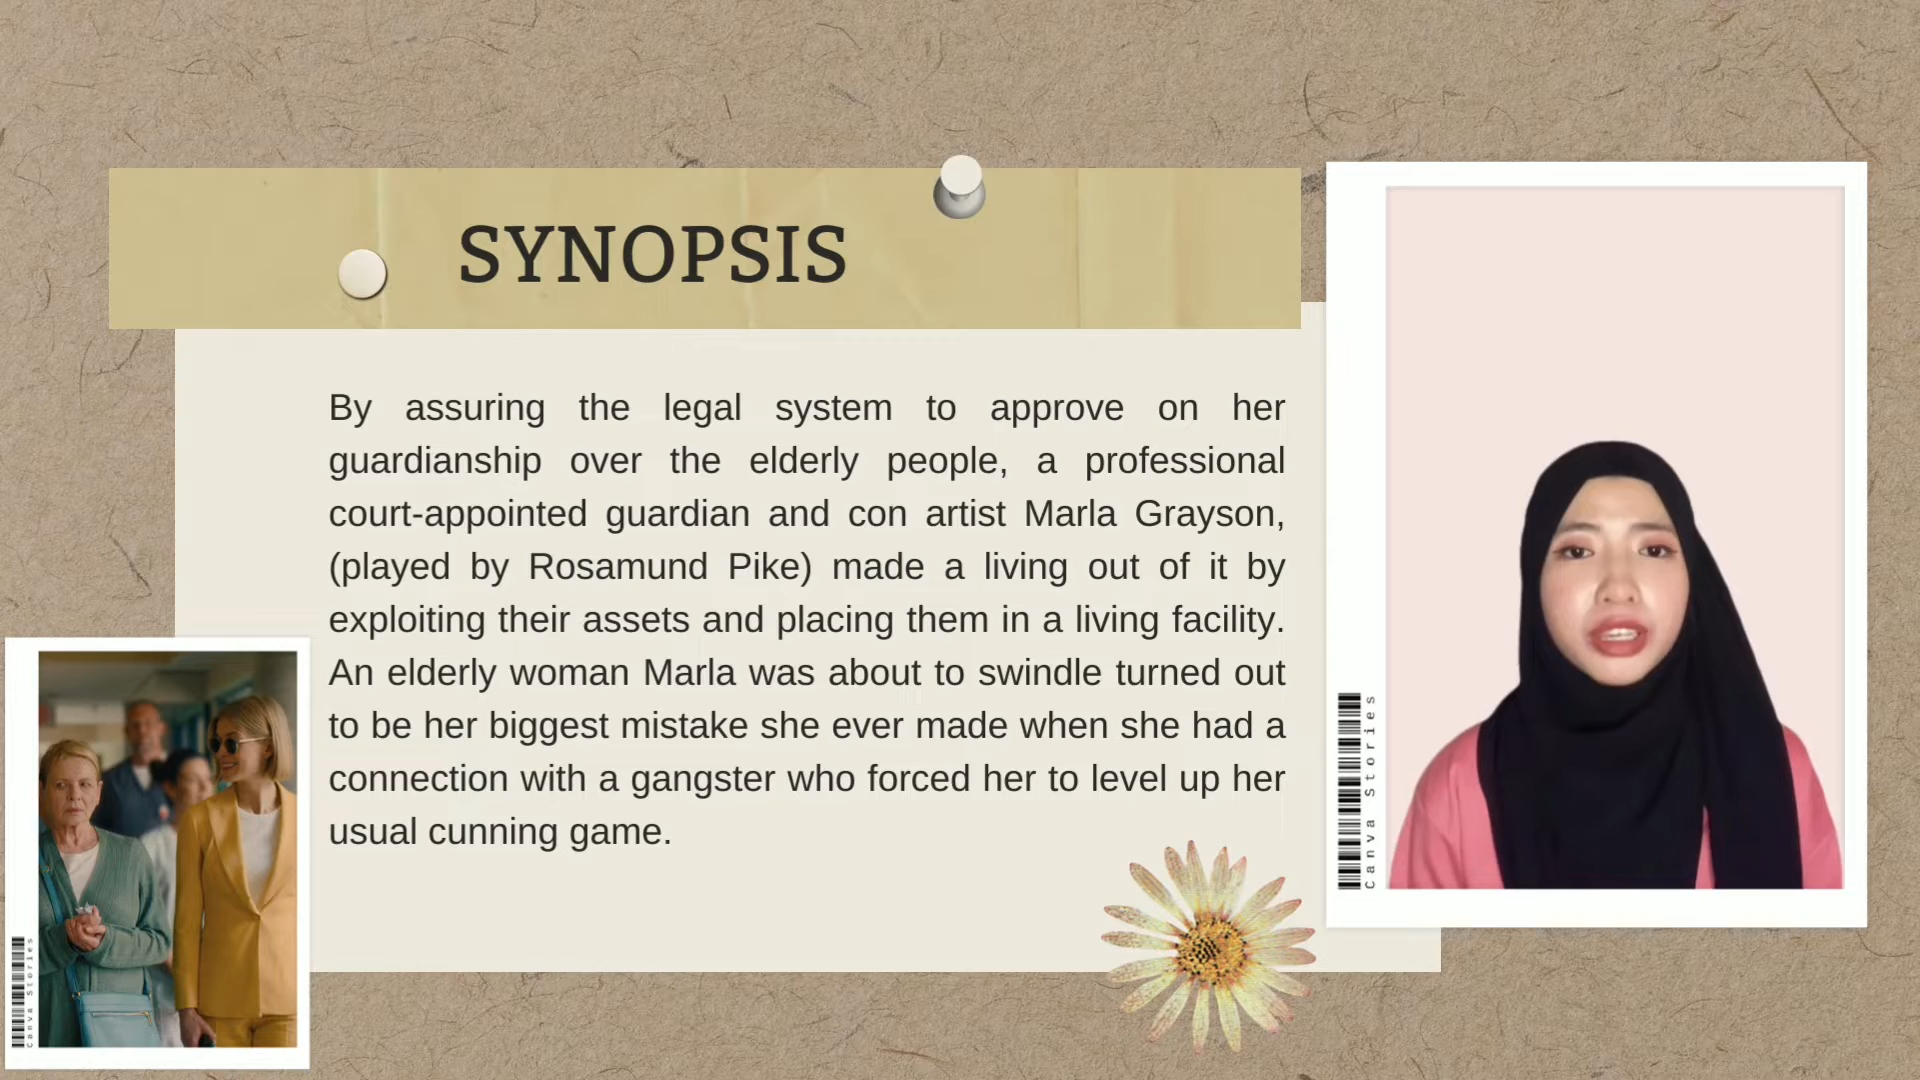 SYNOPSIS
By assuring the legal system to approve on her
guardianship over the elderly people, a professional
court-appointed guardian and con artist Marla Grayson,
(played by Rosamund Pike) made a living out of it by
exploiting their assets and placing them in a living facility.
An elderly woman Marla was about to swindle turned out
to be her biggest mistake she ever made when she had a
connection with a gangster who forced her to level up her
usual cunning game.
Canva Stories
Canva Stories